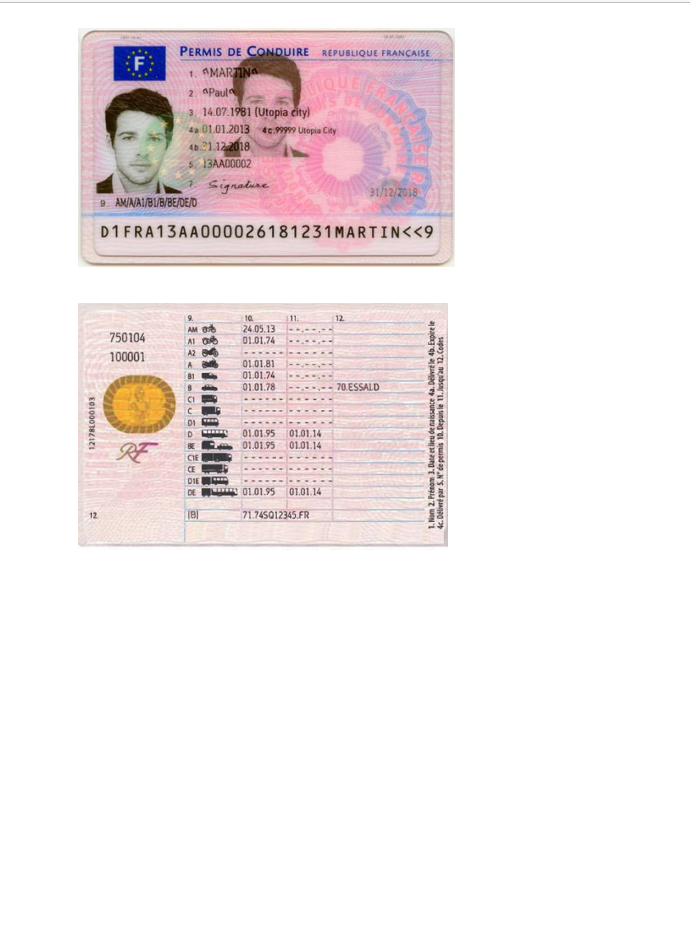 F
PERMIS DE CONDUIRE RÉPUBLIQUE FRANÇAISE
1. ^MARTIN^
2. ^Paul^
3. 14.07.1981 (Utopia city)
4a. 01.01.2013 4c.99999 Utopia City
4b. 31.12.2018
5. 13AA00002
7. Signature
31/12/2018
9. AM/A/A1/B1/B/BE/DE/D
D1FRA13AA000026181231MARTIN<<9
750104
100001
RF
12.
9. 10. 11. 12.
AM 24.05.13 --.--.--
A1 01.01.74 --.--.--
A2 ------ ------
A 01.01.81 --.--.--
B1 01.01.74 --.--.--
B 01.01.78 --.--.-- 70.ESSALD
C1 ------ ------
C ------ ------
D1 ------ ------
D 01.01.95 01.01.14
BE 01.01.95 01.01.14
C1E ------ ------
CE ------ ------
D1E ------ ------
DE 01.01.95 01.01.14
(B) 71.74SQ12345.FR
1. Nom 2. Prénom 3. Date et lieu de naissance 4a. Délivré le 4b. Expire le
4c. Délivré par 5. N° de permis 10. Depuis le 11. Jusqu'au 12. Codes